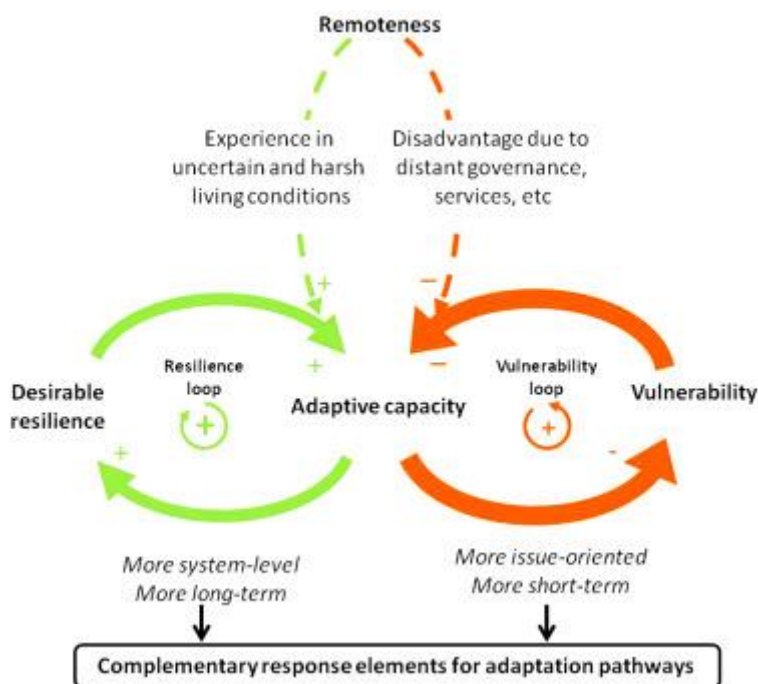 Remoteness
Experience in
uncertain and harsh
living conditions
Disadvantage due to
distant governance,
services, etc
+
−
+
−
Resilience
loop
+
Vulnerability
loop
+
Desirable
resilience
Adaptive capacity
Vulnerability
+
-
More system-level
More long-term
More issue-oriented
More short-term
Complementary response elements for adaptation pathways